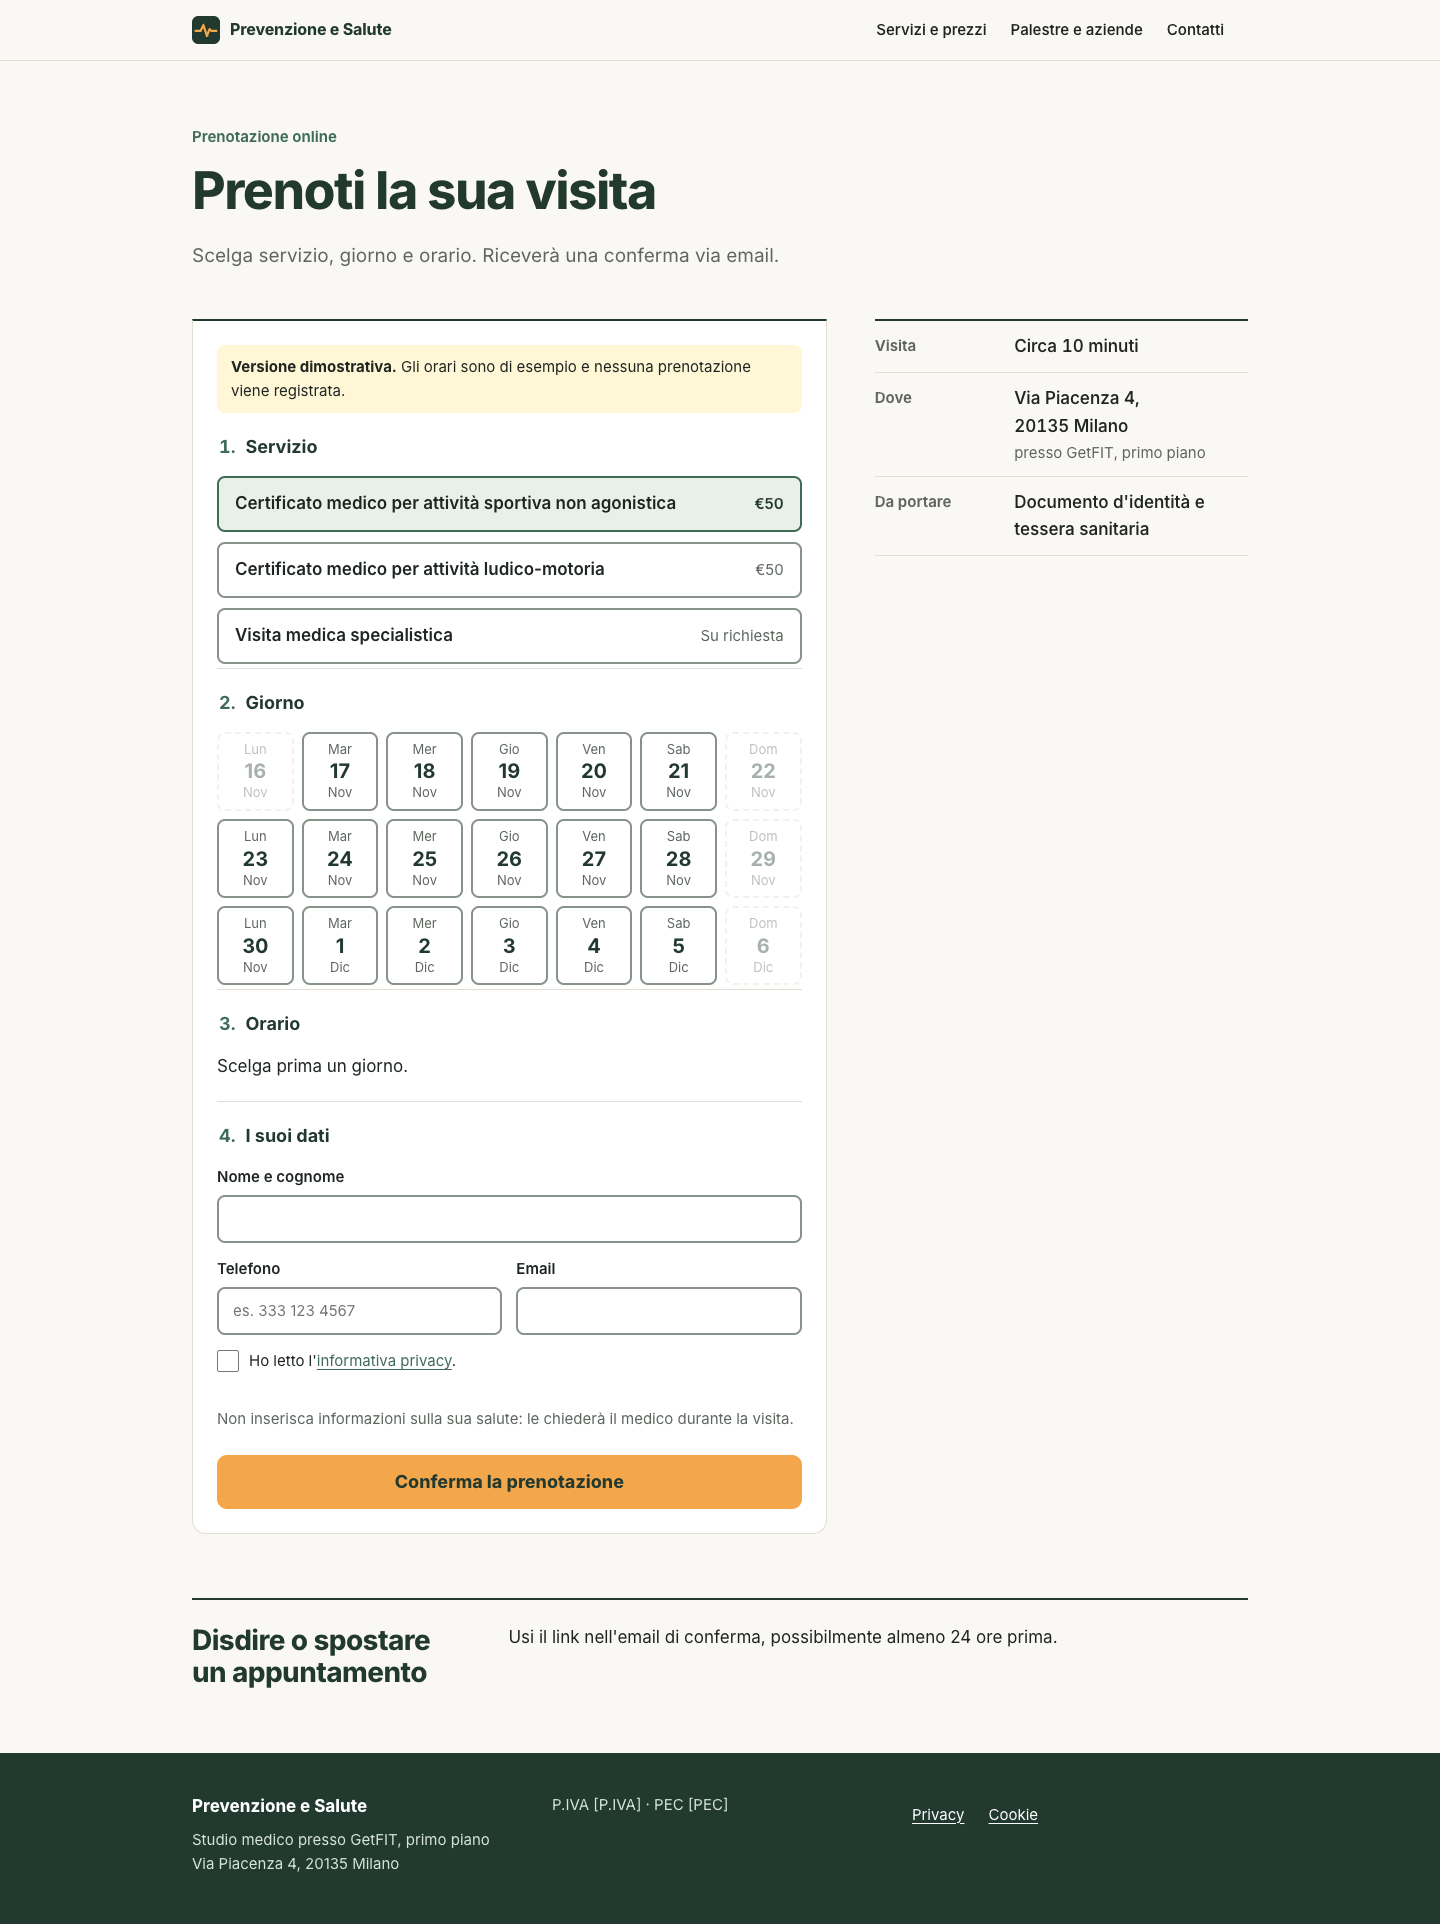 Prevenzione e Salute
Servizi e prezzi
Palestre e aziende
Contatti
Prenotazione online
Prenoti la sua visita
Scelga servizio, giorno e orario. Riceverà una conferma via email.
Versione dimostrativa. Gli orari sono di esempio e nessuna prenotazione
viene registrata.
1. Servizio
Certificato medico per attività sportiva non agonistica €50
Certificato medico per attività ludico-motoria €50
Visita medica specialistica Su richiesta
2. Giorno
Lun Mar Mer Gio Ven Sab Dom
16 17 18 19 20 21 22
Nov Nov Nov Nov Nov Nov Nov
Lun Mar Mer Gio Ven Sab Dom
23 24 25 26 27 28 29
Nov Nov Nov Nov Nov Nov Nov
Lun Mar Mer Gio Ven Sab Dom
30 1 2 3 4 5 6
Nov Dic Dic Dic Dic Dic Dic
3. Orario
Scelga prima un giorno.
4. I suoi dati
Nome e cognome
Telefono Email
es. 333 123 4567
Ho letto l'informativa privacy.
Non inserisca informazioni sulla sua salute: le chiederà il medico durante la visita.
Conferma la prenotazione
Visita Circa 10 minuti
Dove Via Piacenza 4,
20135 Milano
presso GetFIT, primo piano
Da portare Documento d'identità e
tessera sanitaria
Disdire o spostare
un appuntamento
Usi il link nell'email di conferma, possibilmente almeno 24 ore prima.
Prevenzione e Salute
Studio medico presso GetFIT, primo piano
Via Piacenza 4, 20135 Milano
P.IVA [P.IVA] · PEC [PEC]
Privacy Cookie